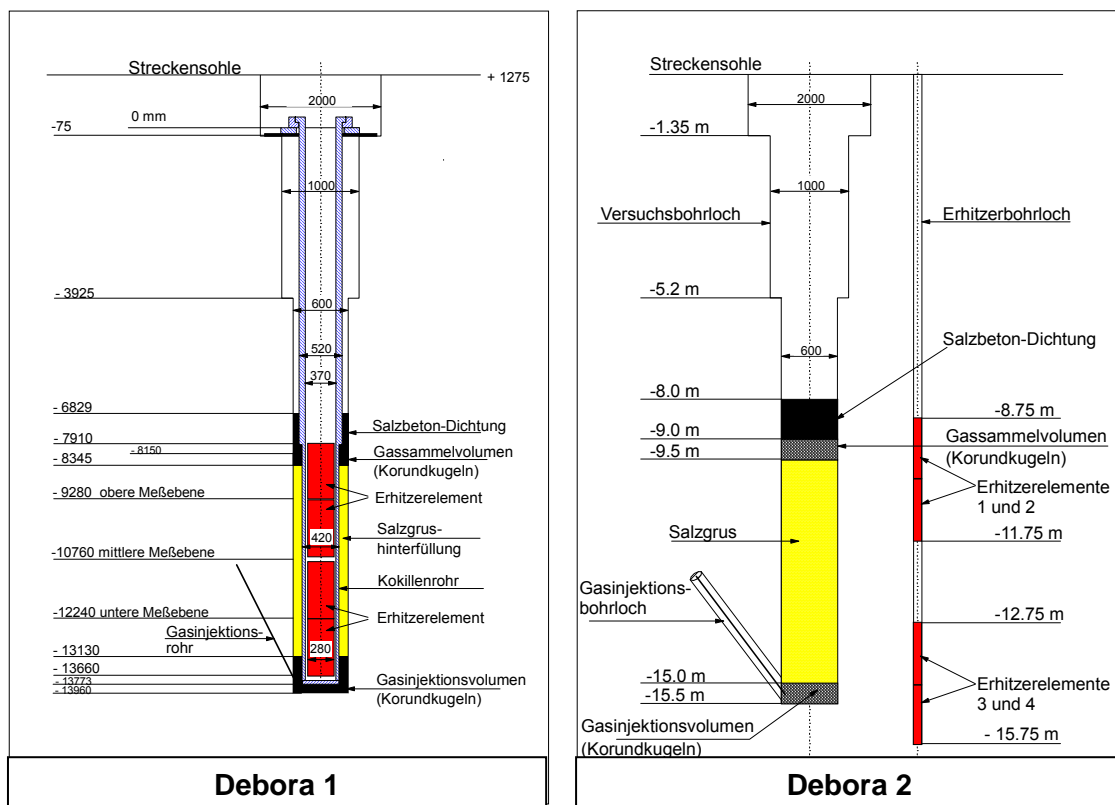 Streckensohle
+ 1275
2000
0 mm
-75
1000
- 3925
600
520
370
- 6829
Salzbeton-Dichtung
- 7910
- 8150
Gassammelvolumen
(Korundkugeln)
- 8345
-9280 obere Meßebene
Erhitzerelement
Salzgrus-
hinterfüllung
420
-10760 mittlere Meßebene
Kokillenrohr
-12240 untere Meßebene
Erhitzerelement
Gasinjektions-
rohr
280
- 13130
- 13660
- 13773
- 13960
Gasinjektionsvolumen
(Korundkugeln)
Debora 1
Streckensohle
2000
-1.35 m
1000
Versuchsbohrloch
Erhitzerbohrloch
-5.2 m
Salzbeton-Dichtung
600
-8.0 m
-8.75 m
-9.0 m
Gassammelvolumen
(Korundkugeln)
-9.5 m
Erhitzerelemente
1 und 2
Salzgrus
-11.75 m
Gasinjektions-
bohrloch
-12.75 m
-15.0 m
Erhitzerelemente
3 und 4
-15.5 m
Gasinjektionsvolumen
(Korundkugeln)
- 15.75 m
Debora 2